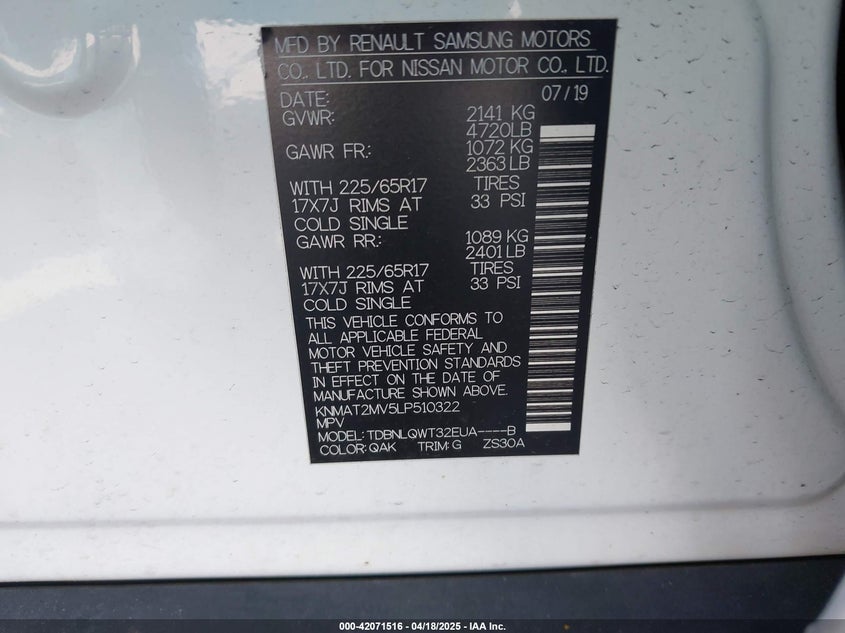 MFD BY RENAULT SAMSUNG MOTORS
CO., LTD. FOR NISSAN MOTOR CO., LTD.
DATE: 07/19
GVWR: 2141 KG
4720LB
GAWR FR.: 1072 KG
2363 LB
WITH 225/65R17 TIRES
17X7J RIMS AT 33 PSI
COLD SINGLE
GAWR RR.: 1089 KG
2401 LB
WITH 225/65R17 TIRES
17X7J RIMS AT 33 PSI
COLD SINGLE
THIS VEHICLE CONFORMS TO
ALL APPLICABLE FEDERAL
MOTOR VEHICLE SAFETY AND
THEFT PREVENTION STANDARDS
IN EFFECT ON THE DATE OF
MANUFACTURE SHOWN ABOVE.
KNMAT2MV5LP510322
MPV
MODEL: TDBNLQWT32EUA----B
COLOR: QAK TRIM: G ZS30A
000-42071516 - 04/18/2025 - IAA Inc.